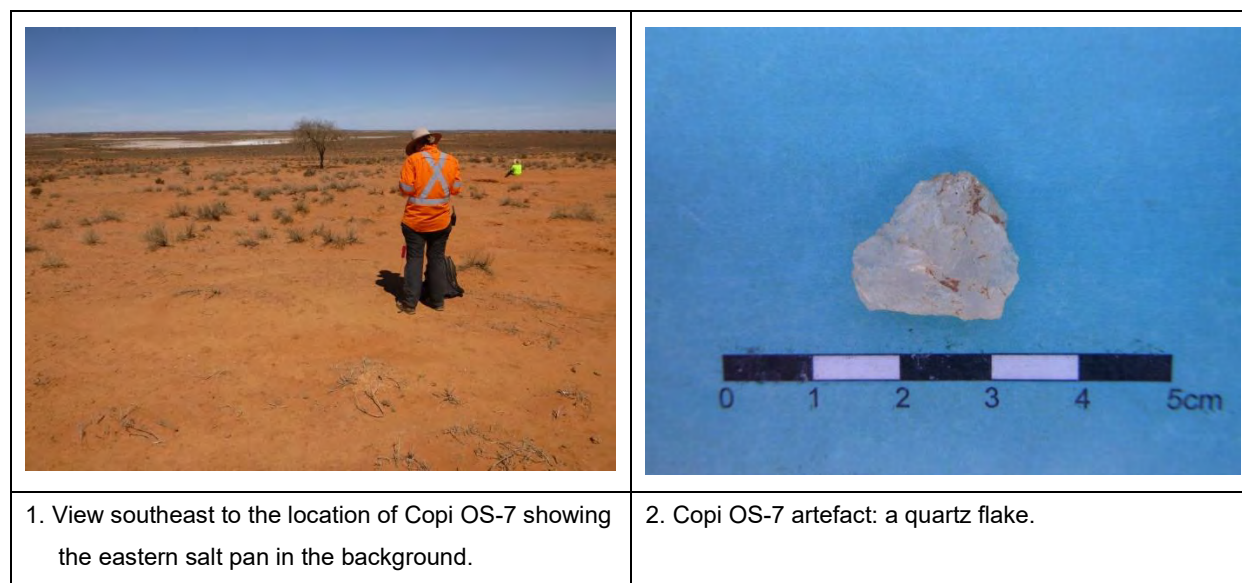 0 1 2 3 4 5cm
1. View southeast to the location of Copi OS-7 showing
the eastern salt pan in the background.
2. Copi OS-7 artefact: a quartz flake.